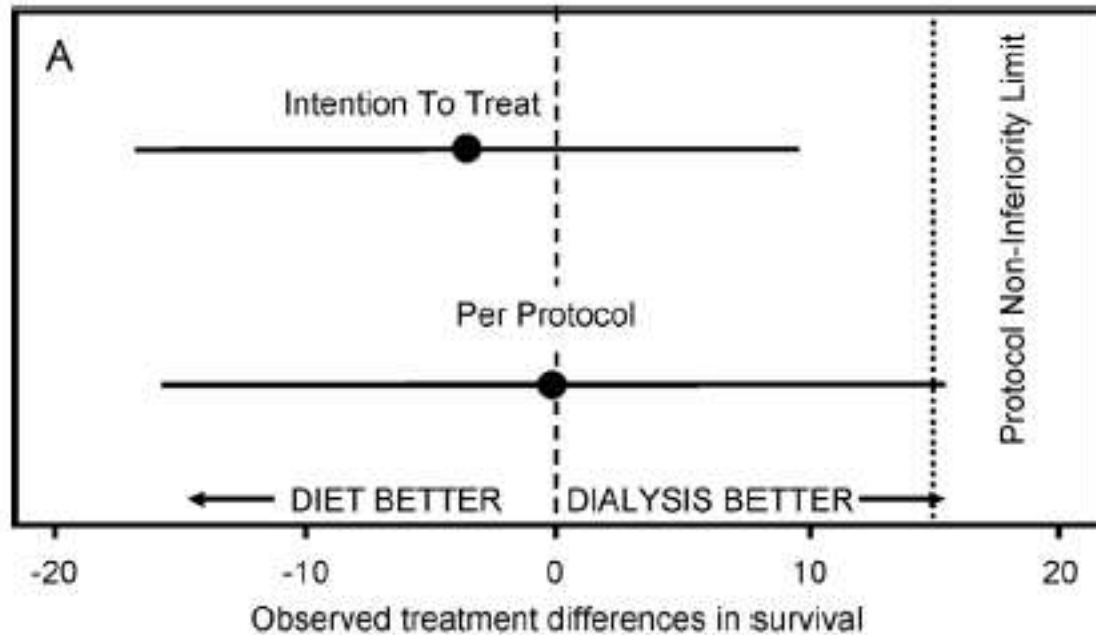 A
Intention To Treat
Per Protocol
DIET BETTER
DIALYSIS BETTER
Protocol Non-Inferiority Limit
-20
-10
0
10
20
Observed treatment differences in survival